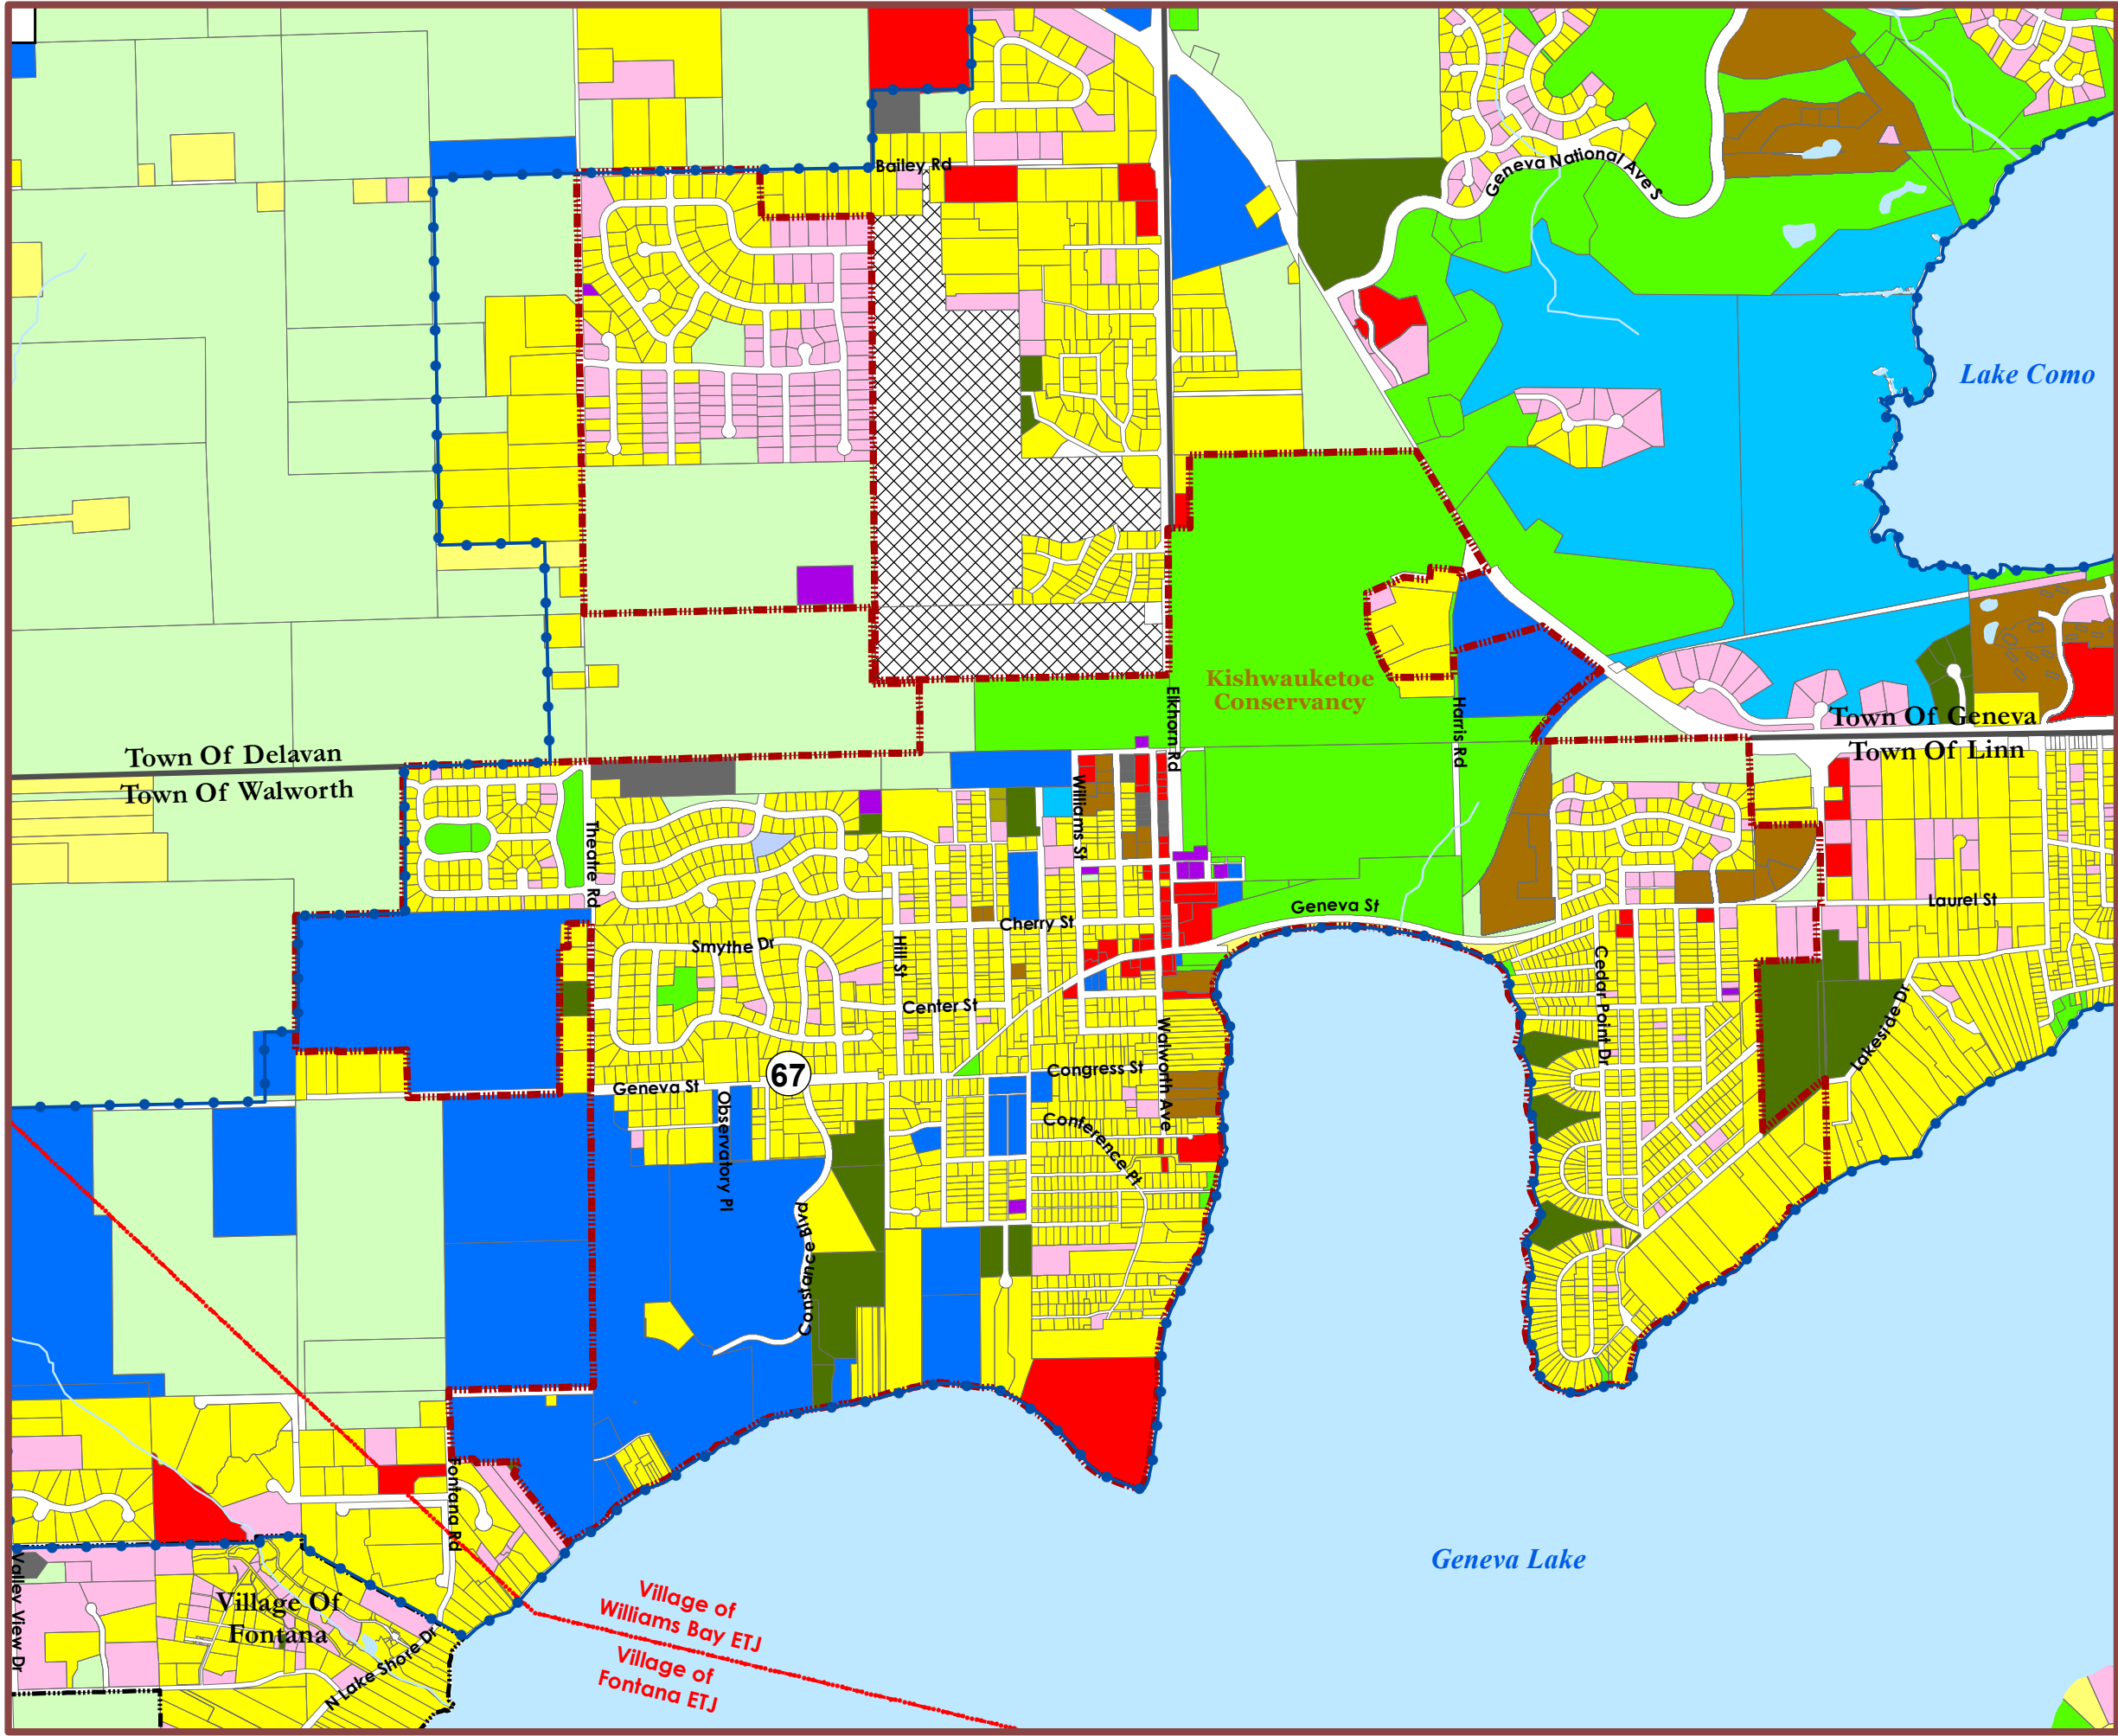 Bailey Rd
Geneva National Ave S
Lake Como
Kishwauketoe
Conservancy
Elkhorn Rd
Harris Rd
Town Of Geneva
Town Of Linn
Town Of Delavan
Town Of Walworth
Williams St
Theatre Rd
Laurel St
Geneva St
Cherry St
Smythe Dr
Hill St
Cedar Point Dr
Center St
Walworth Ave
Lakeside Dr
67
Congress St
Geneva St
Observatory Pl
Conference Pt
Constance Blvd
Fontana Rd
Geneva Lake
Valley View Dr
Village Of
Fontana
N Lake Shore Dr
Village of
Williams Bay ETJ
Village of
Fontana ETJ